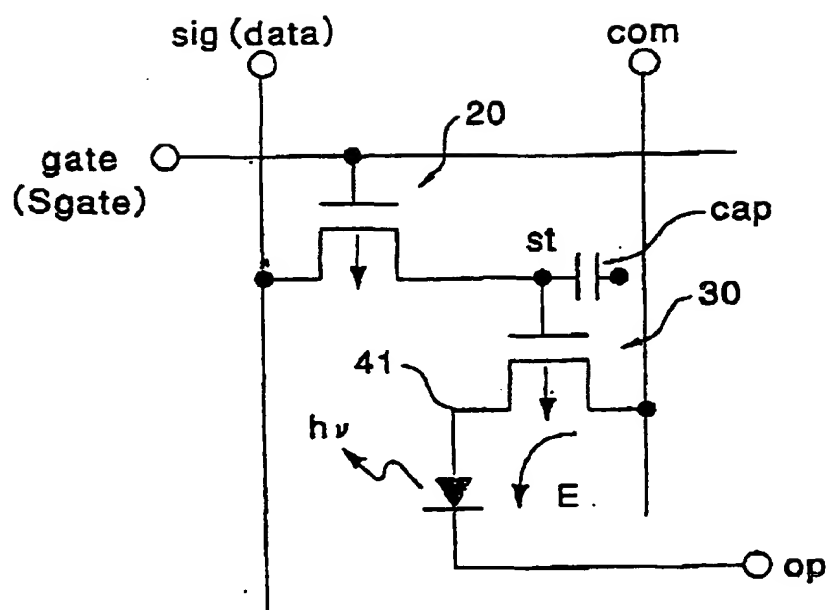 sig (data)
com
20
gate
(Sgate)
cap
st
30
41
hν
E
op